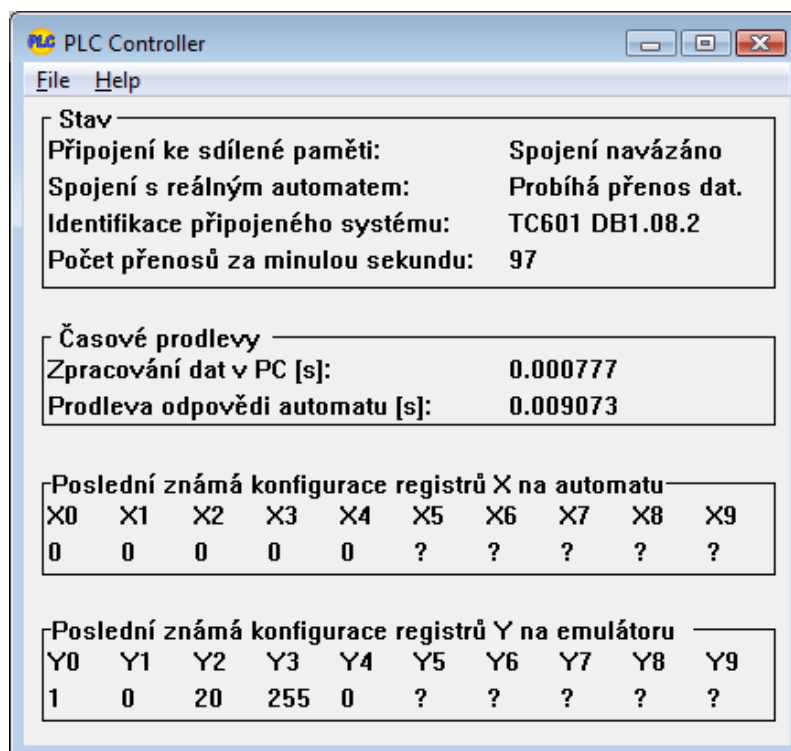 PLC PLC Controller
File Help
Stav
Připojení ke sdílené paměti: Spojení navázáno
Spojení s reálným automatem: Probíhá přenos dat.
Identifikace připojeného systému: TC601 DB1.08.2
Počet přenosů za minulou sekundu: 97
Časové prodlevy
Zpracování dat v PC [s]: 0.000777
Prodleva odpovědi automatu [s]: 0.009073
Poslední známá konfigurace registrů X na automatu
X0 X1 X2 X3 X4 X5 X6 X7 X8 X9
0 0 0 0 0 ? ? ? ? ?
Poslední známá konfigurace registrů Y na emulátoru
Y0 Y1 Y2 Y3 Y4 Y5 Y6 Y7 Y8 Y9
1 0 20 255 0 ? ? ? ? ?